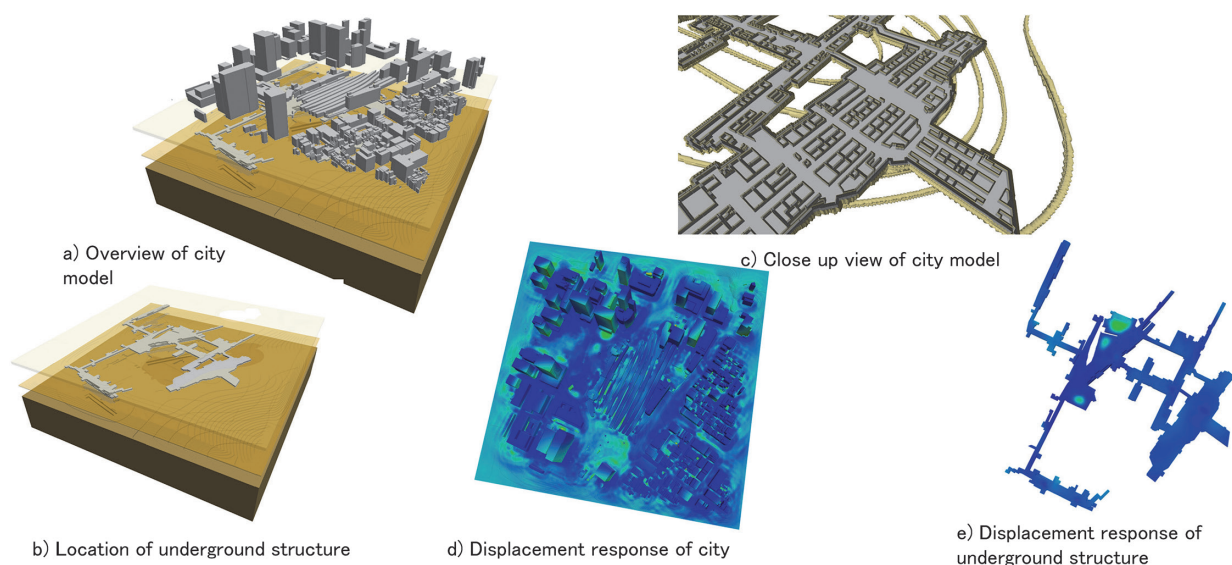 a) Overview of city
model
b) Location of underground structure
c) Close up view of city model
d) Displacement response of city
e) Displacement response of
underground structure